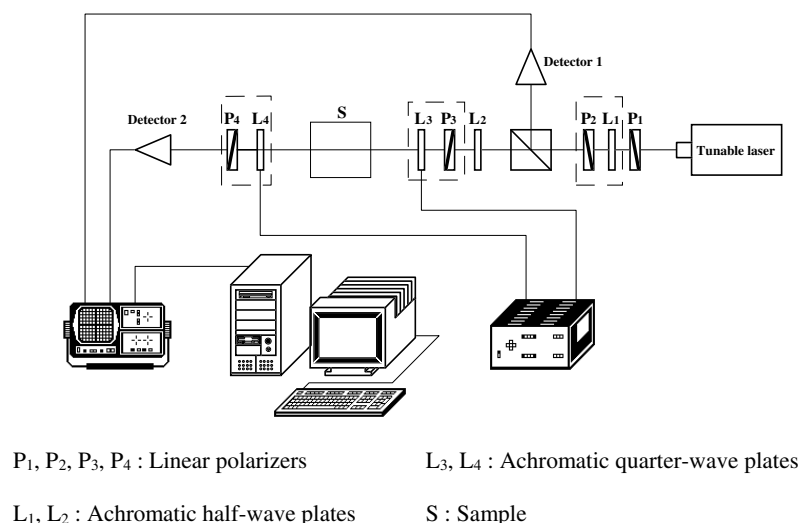 Detector 1
Detector 2
P4 L4
S
L3 P3 L2
P2 L1 P1
Tunable laser
P1, P2, P3, P4 : Linear polarizers
L3, L4 : Achromatic quarter-wave plates
L1, L2 : Achromatic half-wave plates
S : Sample